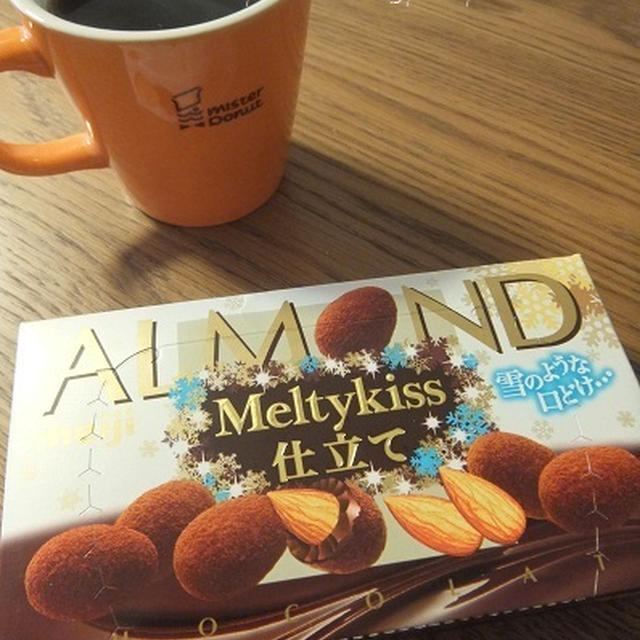 mister
Donut
ALMOND
meiji
Meltykiss
仕立て
雪のような
口どけ…
CHOCOLAT